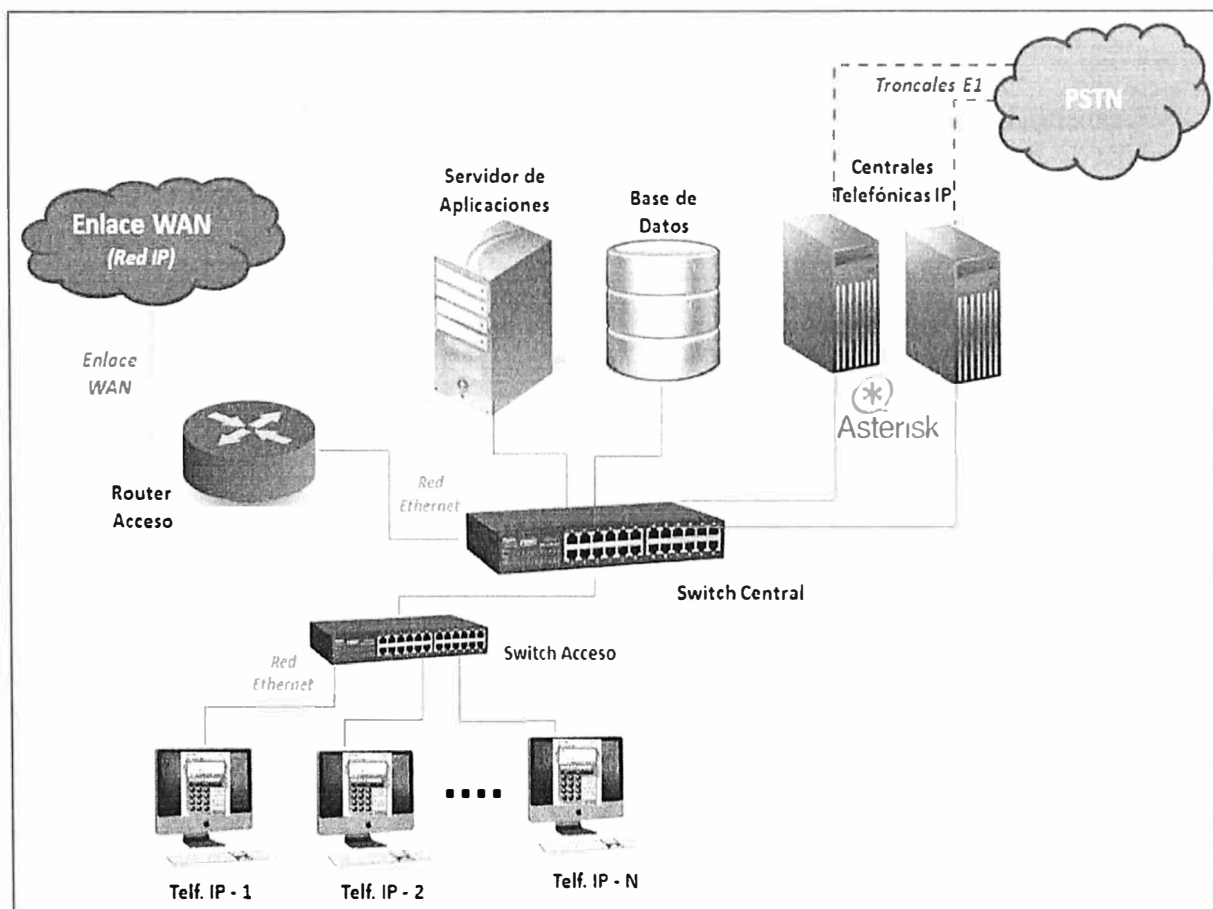 Troncales E1
PSTN
Servidor de
Aplicaciones
Base de
Datos
Centrales
Telefónicas IP
Enlace WAN
(Red IP)
Enlace
WAN
Asterisk
Router
Acceso
Red
Ethernet
Switch Central
Switch Acceso
Red
Ethernet
Telf. IP - 1
Telf. IP - 2
Telf. IP - N